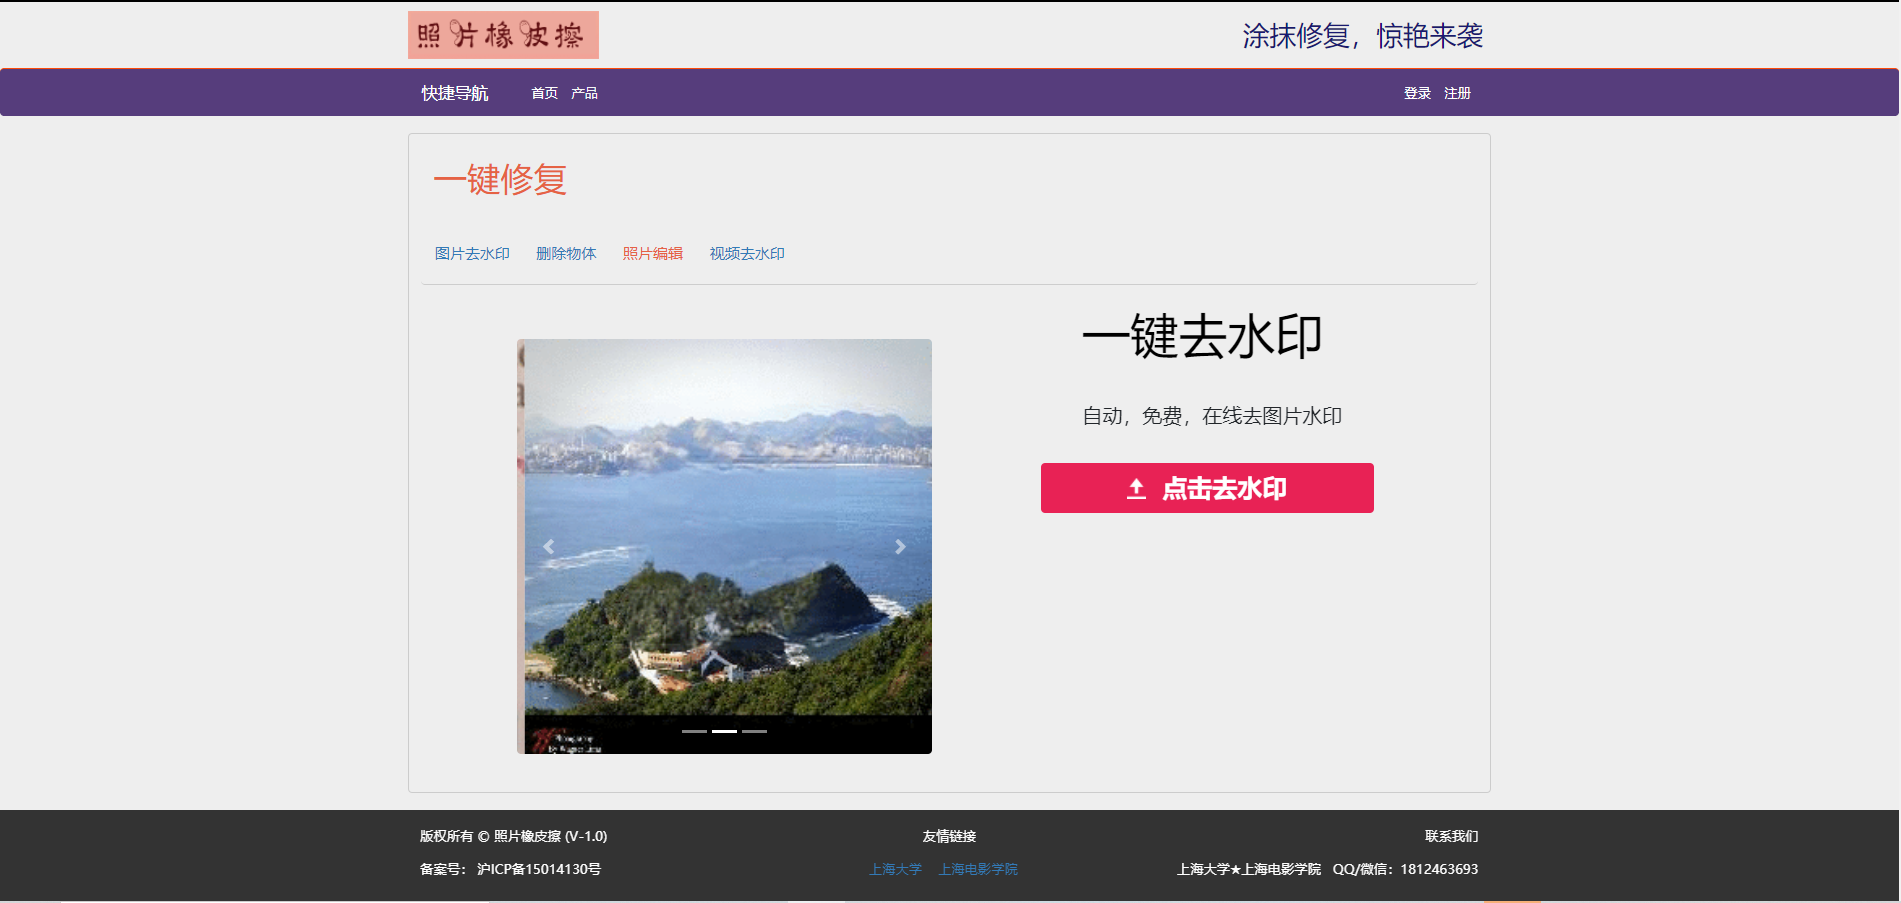 照片橡皮擦
涂抹修复，惊艳来袭
快捷导航 首页 产品 登录 注册
一键修复
图片去水印 删除物体 照片编辑 视频去水印
一键去水印
自动，免费，在线去图片水印
点击去水印
版权所有 © 照片橡皮擦 (V-1.0) 友情链接 联系我们
备案号： 沪ICP备15014130号 上海大学 上海电影学院 上海大学★上海电影学院 QQ/微信：1812463693